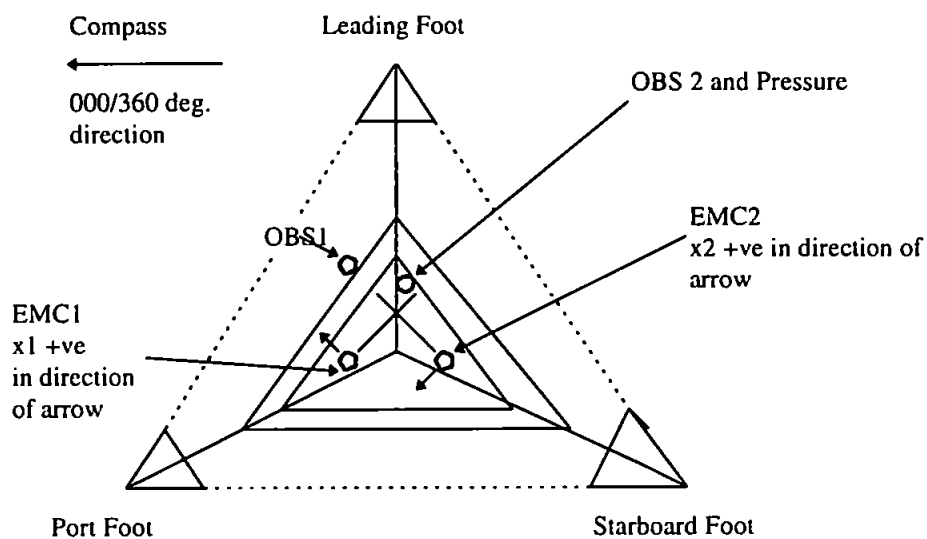 Compass
000/360 deg.
direction
Leading Foot
OBS 2 and Pressure
OBS1
EMC2
x2 +ve in direction of
arrow
EMC1
x1 +ve
in direction
of arrow
Port Foot
Starboard Foot